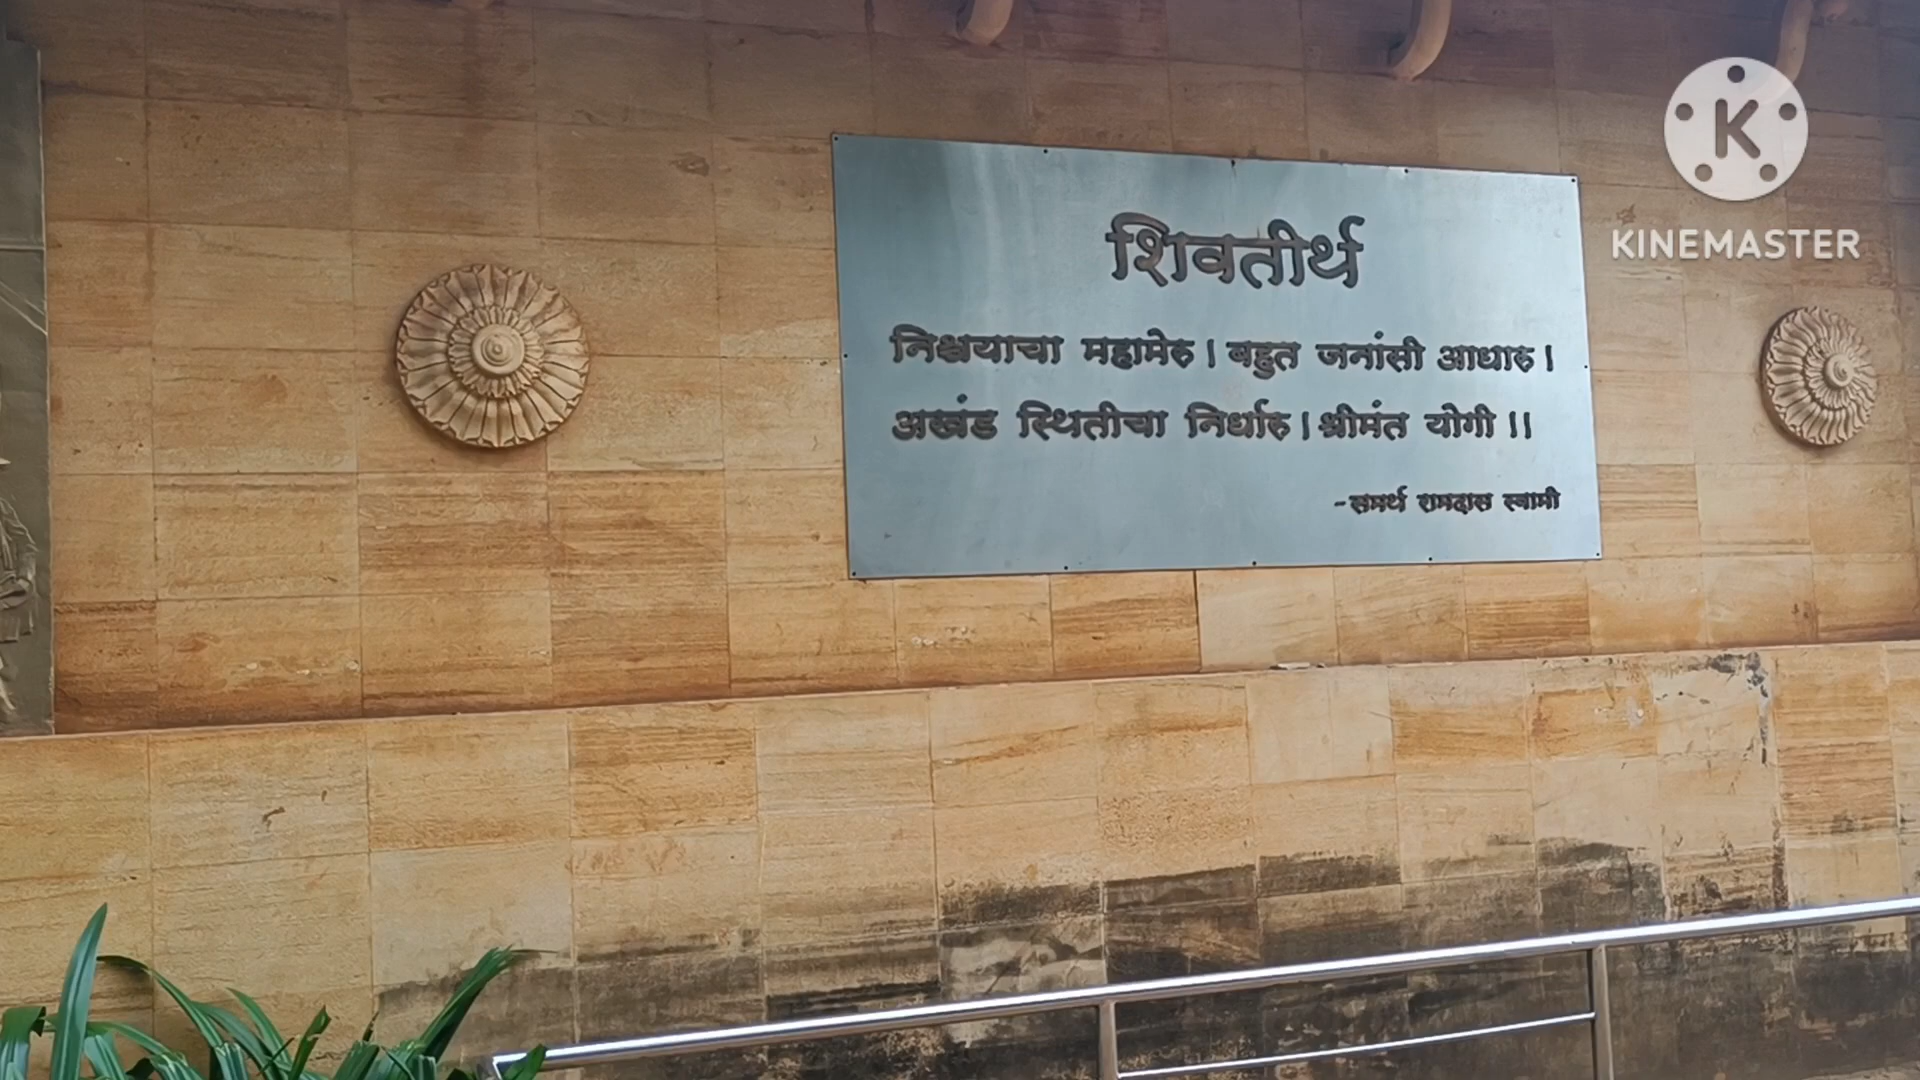 शिवतीर्थ
निश्चयाचा महामेरु । बहुत जनांसी आधारु ।
अखंड स्थितीचा निर्धारु । श्रीमंत योगी ।।
- समर्थ रामदास स्वामी
K
KINEMASTER